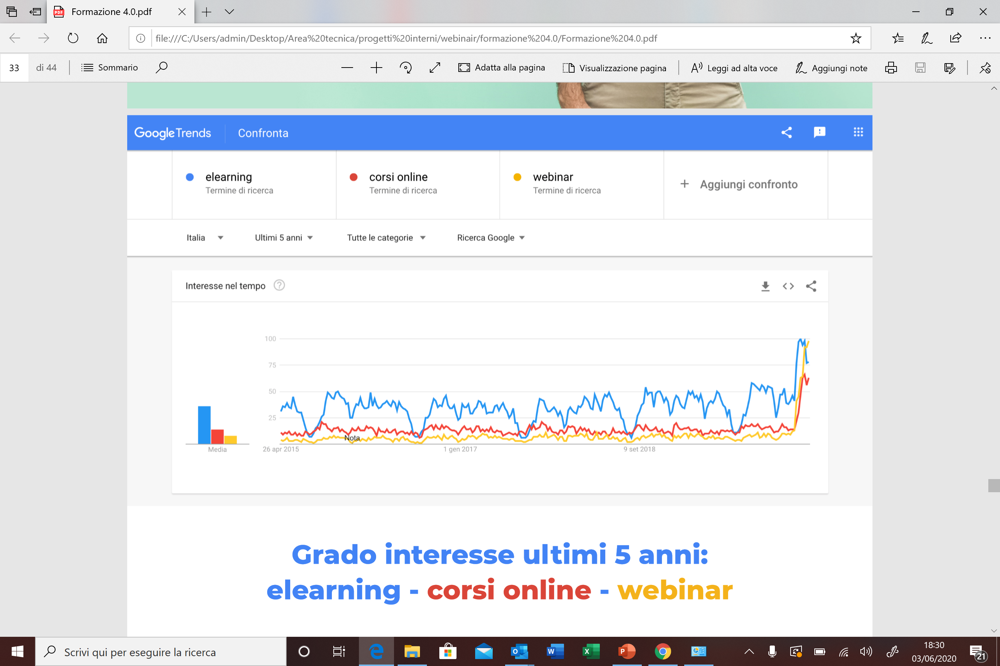 Formazione 4.0.pdf
file:///C:/Users/admin/Desktop/Area%20tecnica/progetti%20interni/webinair/formazione%204.0/Formazione%204.0.pdf
33 di 44 Sommario Adatta alla pagina Visualizzazione pagina Leggi ad alta voce Aggiungi note
Google Trends Confronta
elearning corsi online webinar + Aggiungi confronto
Termine di ricerca Termine di ricerca Termine di ricerca
Italia Ultimi 5 anni Tutte le categorie Ricerca Google
Interesse nel tempo
100
75
50
25
Nota
Media 26 apr 2015 1 gen 2017 9 set 2018
Grado interesse ultimi 5 anni:
elearning - corsi online - webinar
Scrivi qui per eseguire la ricerca
18:30
03/06/2020
21